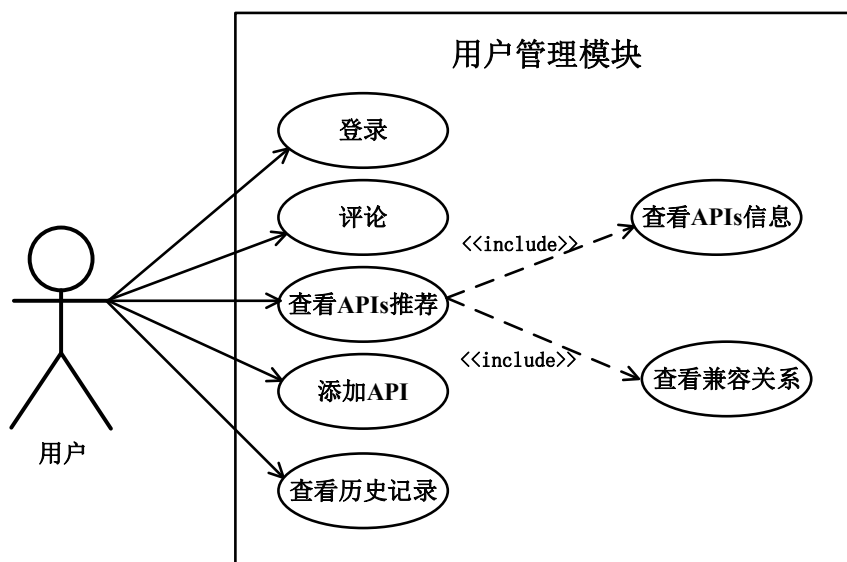 用户管理模块
登录
评论
查看APIs信息
<<include>>
查看APIs推荐
<<include>>
查看兼容关系
添加API
用户
查看历史记录